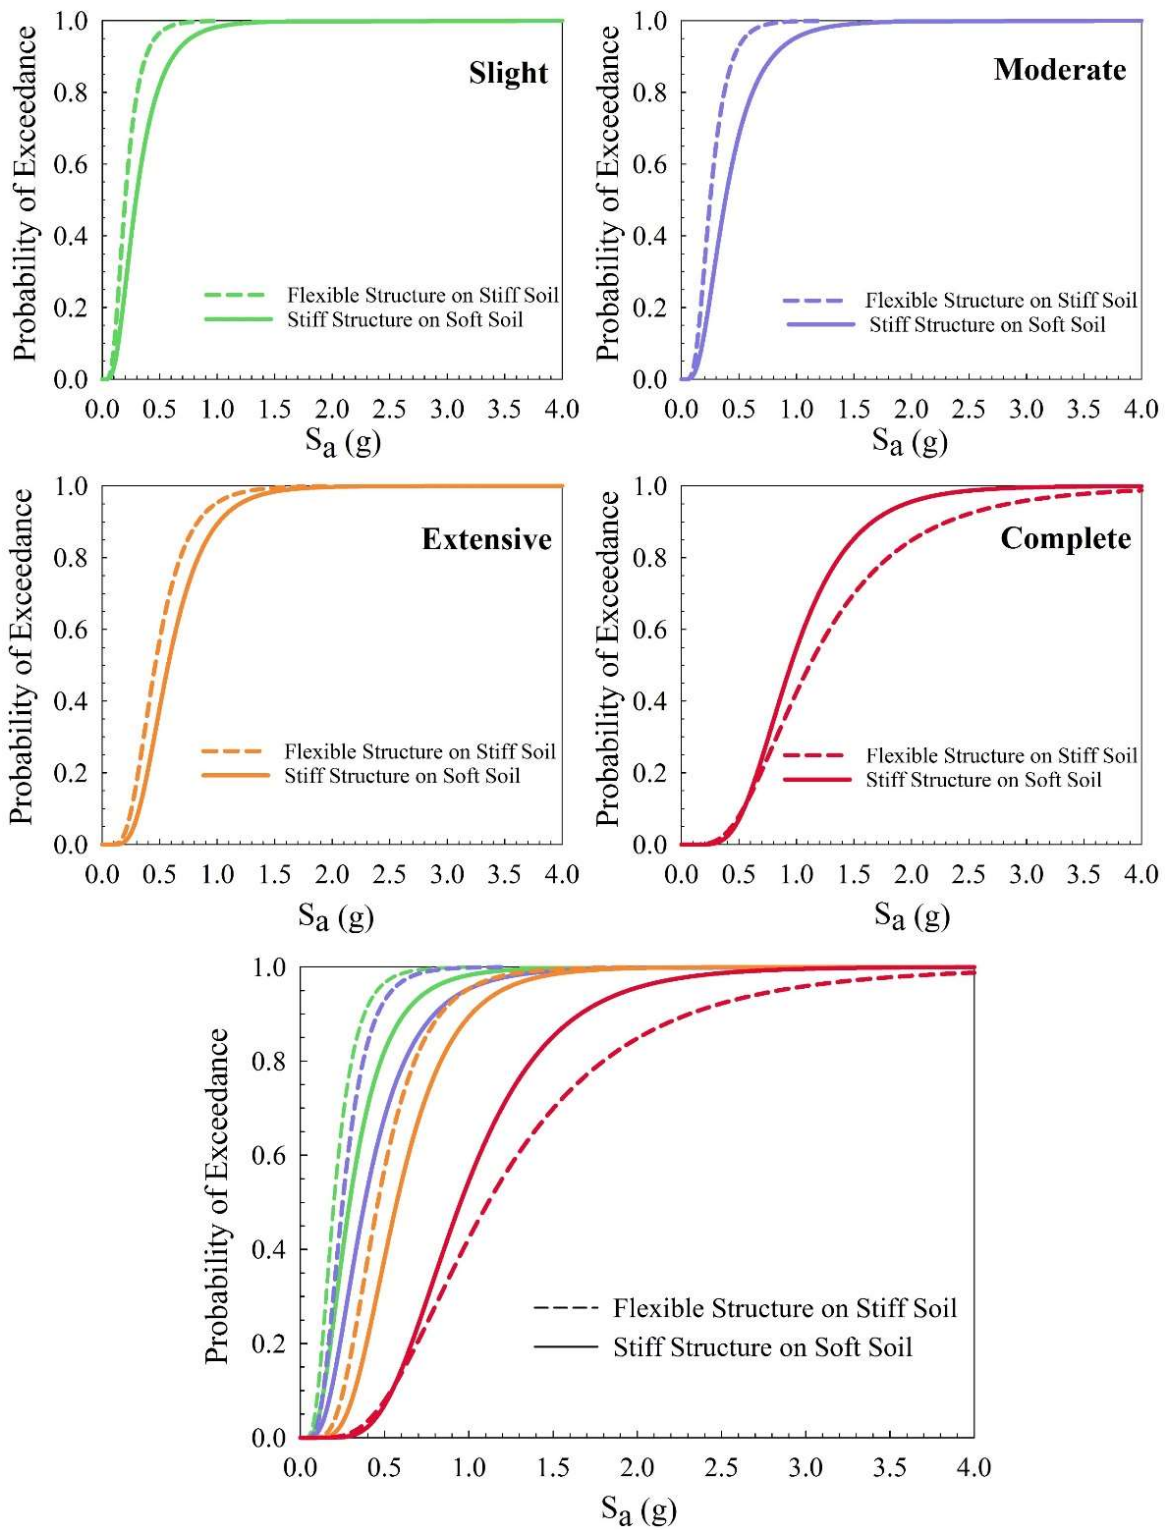 Probability of Exceedance
1.0
0.8
0.6
0.4
0.2
0.0
Slight
Flexible Structure on Stiff Soil
Stiff Structure on Soft Soil
0.0 0.5 1.0 1.5 2.0 2.5 3.0 3.5 4.0
Sa (g)
Probability of Exceedance
1.0
0.8
0.6
0.4
0.2
0.0
Moderate
Flexible Structure on Stiff Soil
Stiff Structure on Soft Soil
0.0 0.5 1.0 1.5 2.0 2.5 3.0 3.5 4.0
Sa (g)
Probability of Exceedance
1.0
0.8
0.6
0.4
0.2
0.0
Extensive
Flexible Structure on Stiff Soil
Stiff Structure on Soft Soil
0.0 0.5 1.0 1.5 2.0 2.5 3.0 3.5 4.0
Sa (g)
Probability of Exceedance
1.0
0.8
0.6
0.4
0.2
0.0
Complete
Flexible Structure on Stiff Soil
Stiff Structure on Soft Soil
0.0 0.5 1.0 1.5 2.0 2.5 3.0 3.5 4.0
Sa (g)
Probability of Exceedance
1.0
0.8
0.6
0.4
0.2
0.0
Flexible Structure on Stiff Soil
Stiff Structure on Soft Soil
0.0 0.5 1.0 1.5 2.0 2.5 3.0 3.5 4.0
Sa (g)